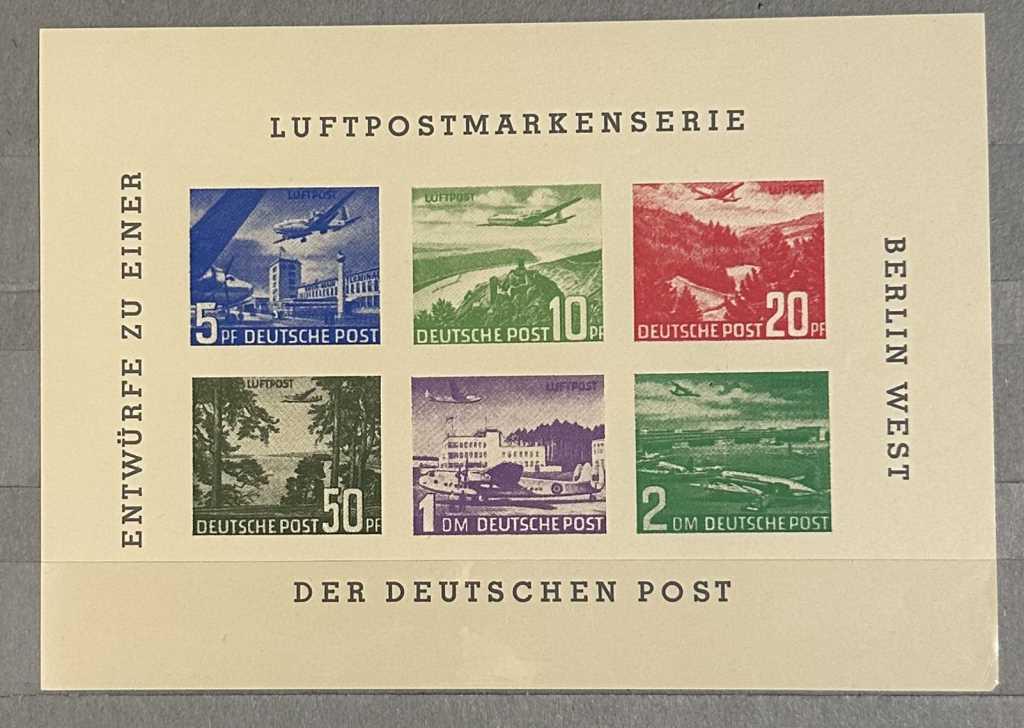 ENTWÜRFE ZU EINER
LUFTPOSTMARKENSERIE
DER DEUTSCHEN POST
BERLIN WEST
LUFTPOST
5 PF DEUTSCHE POST
LUFTPOST
DEUTSCHE POST 10 PF
LUFTPOST
DEUTSCHE POST 20 PF
LUFTPOST
DEUTSCHE POST 50 PF
LUFTPOST
1 DM DEUTSCHE POST
2 DM DEUTSCHE POST